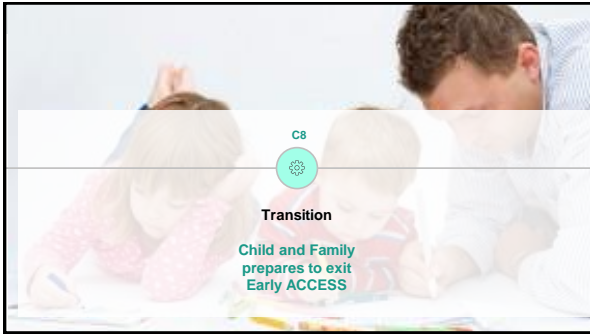 C8
Transition
Child and Family
prepares to exit
Early ACCESS